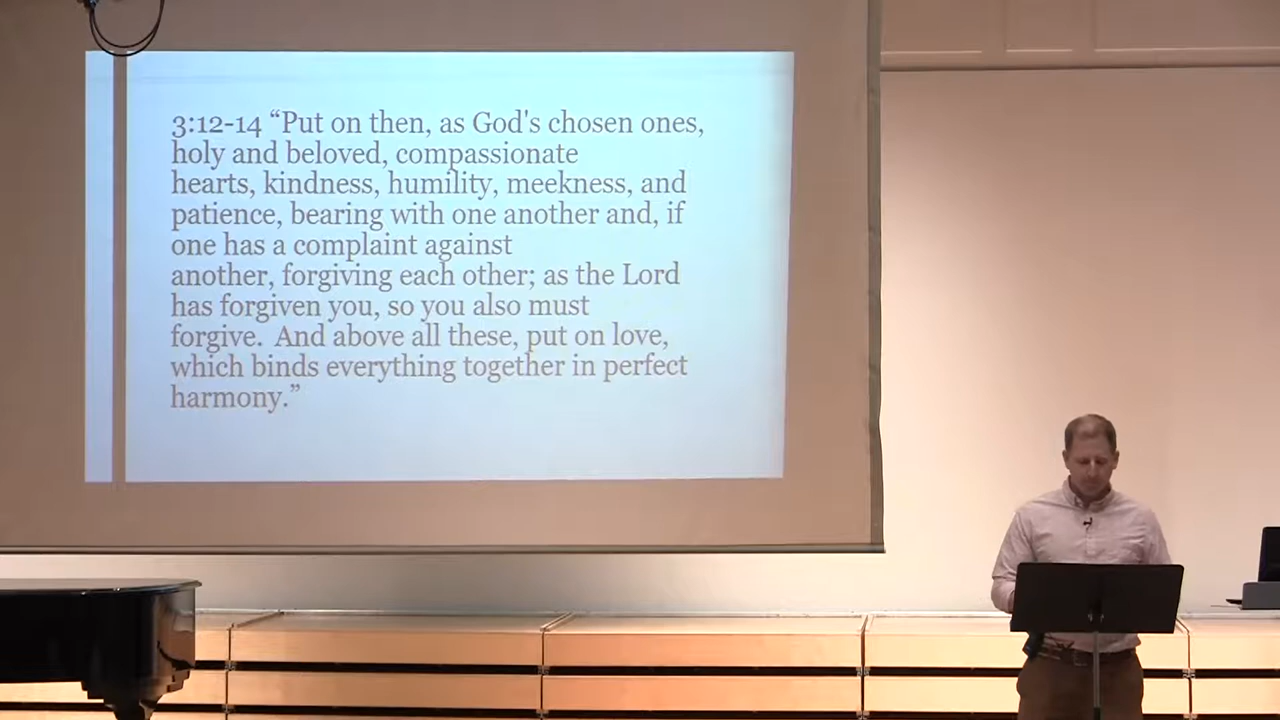 3:12-14 “Put on then, as God's chosen ones,
holy and beloved, compassionate
hearts, kindness, humility, meekness, and
patience, bearing with one another and, if
one has a complaint against
another, forgiving each other; as the Lord
has forgiven you, so you also must
forgive.  And above all these, put on love,
which binds everything together in perfect
harmony.”